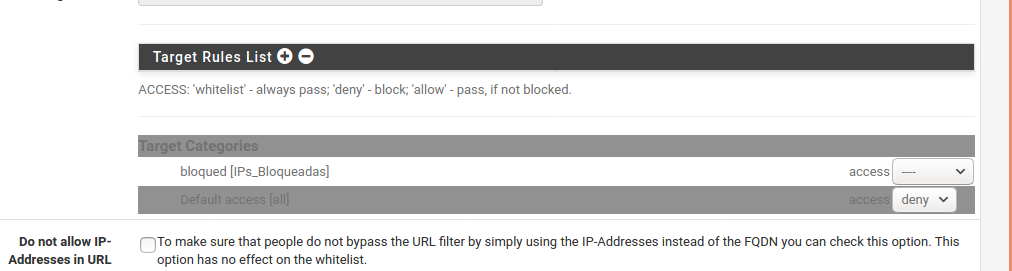 Target Rules List
ACCESS: 'whitelist' - always pass; 'deny' - block; 'allow' - pass, if not blocked.
Target Categories
bloqued [IPs_Bloqueadas] access ----
Default access [all] access deny
Do not allow IP-
Addresses in URL
To make sure that people do not bypass the URL filter by simply using the IP-Addresses instead of the FQDN you can check this option. This
option has no effect on the whitelist.